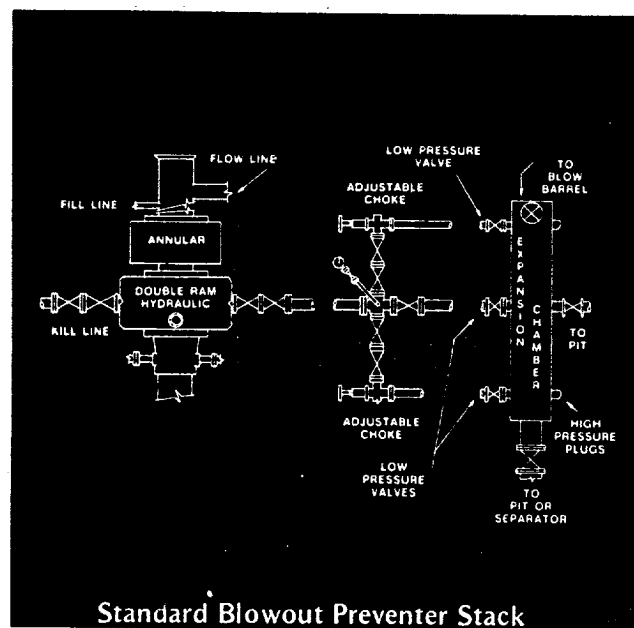 FLOW LINE
FILL LINE
ANNULAR
DOUBLE RAM
HYDRAULIC
KILL LINE
LOW PRESSURE
VALVE
TO
BLOW
BARREL
ADJUSTABLE
CHOKE
EXPANSION
CHAMBER
TO
PIT
ADJUSTABLE
CHOKE
LOW
PRESSURE
VALVES
HIGH
PRESSURE
PLUGS
TO
PIT OR
SEPARATOR
Standard Blowout Preventer Stack